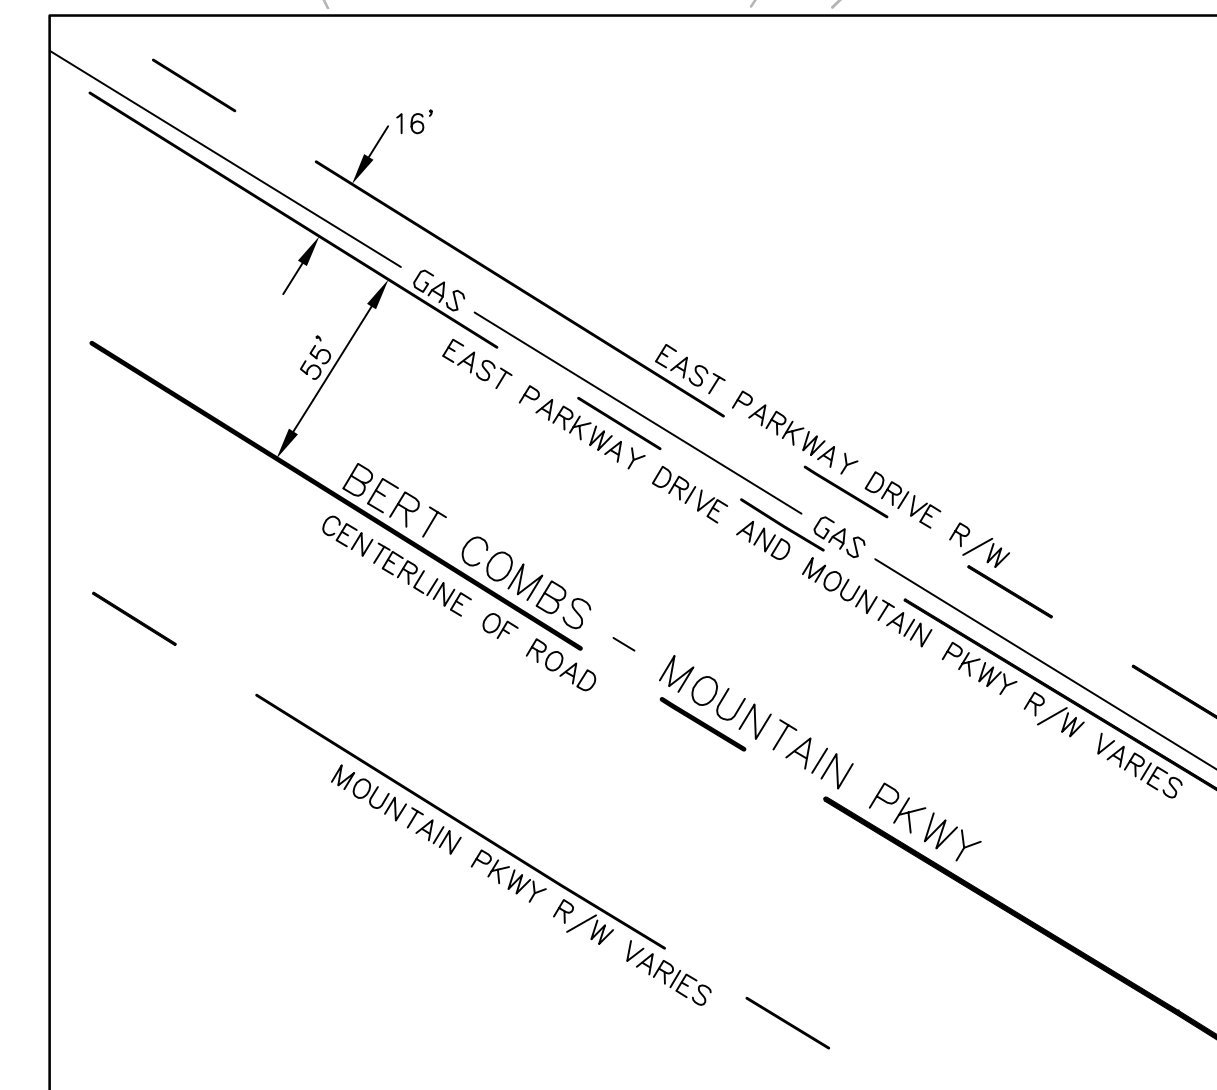 16'
GAS
55'
EAST PARKWAY DRIVE R/W
EAST PARKWAY DRIVE AND MOUNTAIN PKWY R/W VARIES
GAS
BERT COMBS - MOUNTAIN PKWY
CENTERLINE OF ROAD
MOUNTAIN PKWY R/W VARIES